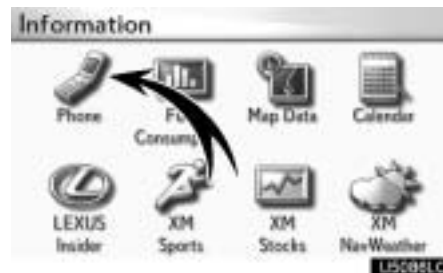 Information
Phone
Map Data
Calendar
LEXUS Insider
XM Sports
XM Stocks
XM NavWeather